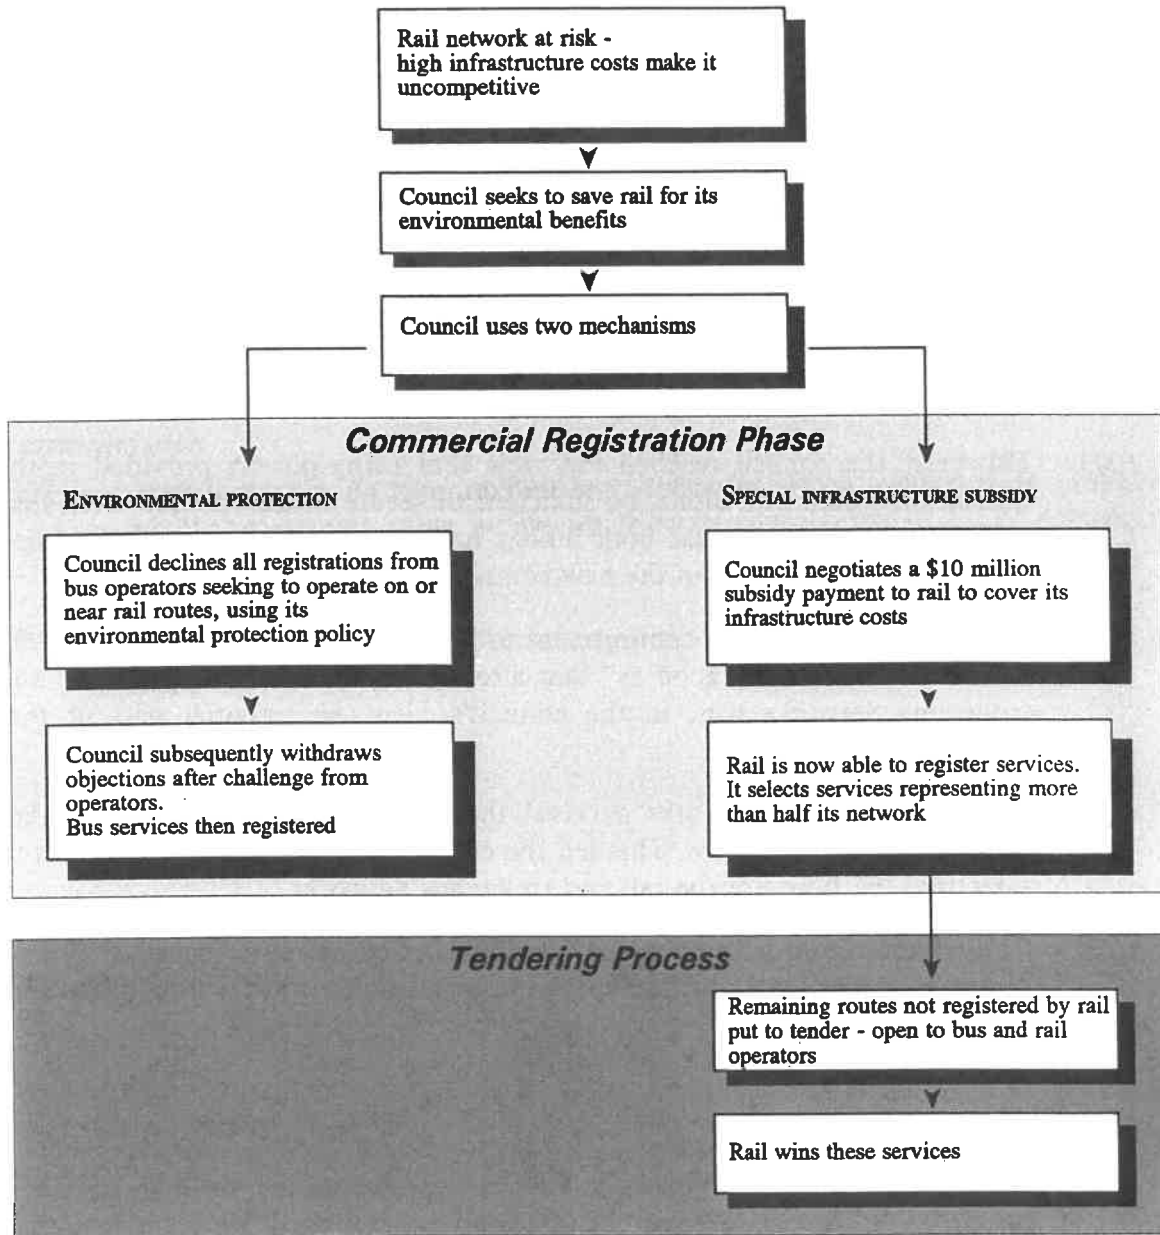 Rail network at risk -
high infrastructure costs make it
uncompetitive
Council seeks to save rail for its
environmental benefits
Council uses two mechanisms
Commercial Registration Phase
ENVIRONMENTAL PROTECTION
Council declines all registrations from
bus operators seeking to operate on or
near rail routes, using its
environmental protection policy
Council subsequently withdraws
objections after challenge from
operators.
Bus services then registered
SPECIAL INFRASTRUCTURE SUBSIDY
Council negotiates a $10 million
subsidy payment to rail to cover its
infrastructure costs
Rail is now able to register services.
It selects services representing more
than half its network
Tendering Process
Remaining routes not registered by rail
put to tender - open to bus and rail
operators
Rail wins these services